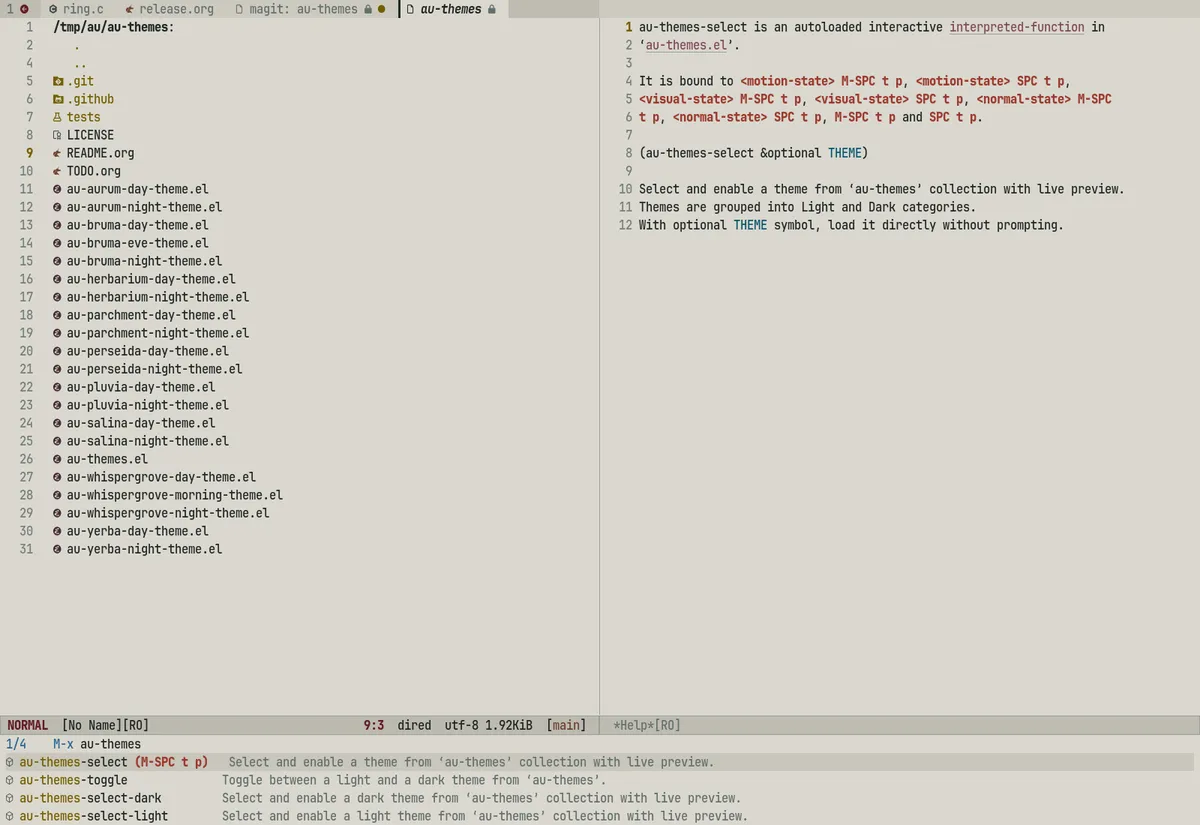 1 ring.c release.org magit: au-themes au-themes
1 /tmp/au/au-themes:
2 .
4 ..
5 .git
6 .github
7 tests
8 LICENSE
9 README.org
10 TODO.org
11 au-aurum-day-theme.el
12 au-aurum-night-theme.el
13 au-bruma-day-theme.el
14 au-bruma-eve-theme.el
15 au-bruma-night-theme.el
16 au-herbarium-day-theme.el
17 au-herbarium-night-theme.el
18 au-parchment-day-theme.el
19 au-parchment-night-theme.el
20 au-perseida-day-theme.el
21 au-perseida-night-theme.el
22 au-pluvia-day-theme.el
23 au-pluvia-night-theme.el
24 au-salina-day-theme.el
25 au-salina-night-theme.el
26 au-themes.el
27 au-whispergrove-day-theme.el
28 au-whispergrove-morning-theme.el
29 au-whispergrove-night-theme.el
30 au-yerba-day-theme.el
31 au-yerba-night-theme.el
1 au-themes-select is an autoloaded interactive interpreted-function in
2 ‘au-themes.el’.
3
4 It is bound to <motion-state> M-SPC t p, <motion-state> SPC t p,
5 <visual-state> M-SPC t p, <visual-state> SPC t p, <normal-state> M-SPC
6 t p, <normal-state> SPC t p, M-SPC t p and SPC t p.
7
8 (au-themes-select &optional THEME)
9
10 Select and enable a theme from ‘au-themes’ collection with live preview.
11 Themes are grouped into Light and Dark categories.
12 With optional THEME symbol, load it directly without prompting.
NORMAL [No Name][RO] 9:3 dired utf-8 1.92KiB [main] *Help*[RO]
1/4 M-x au-themes
au-themes-select (M-SPC t p) Select and enable a theme from ‘au-themes’ collection with live preview.
au-themes-toggle Toggle between a light and a dark theme from ‘au-themes’.
au-themes-select-dark Select and enable a dark theme from ‘au-themes’ collection with live preview.
au-themes-select-light Select and enable a light theme from ‘au-themes’ collection with live preview.